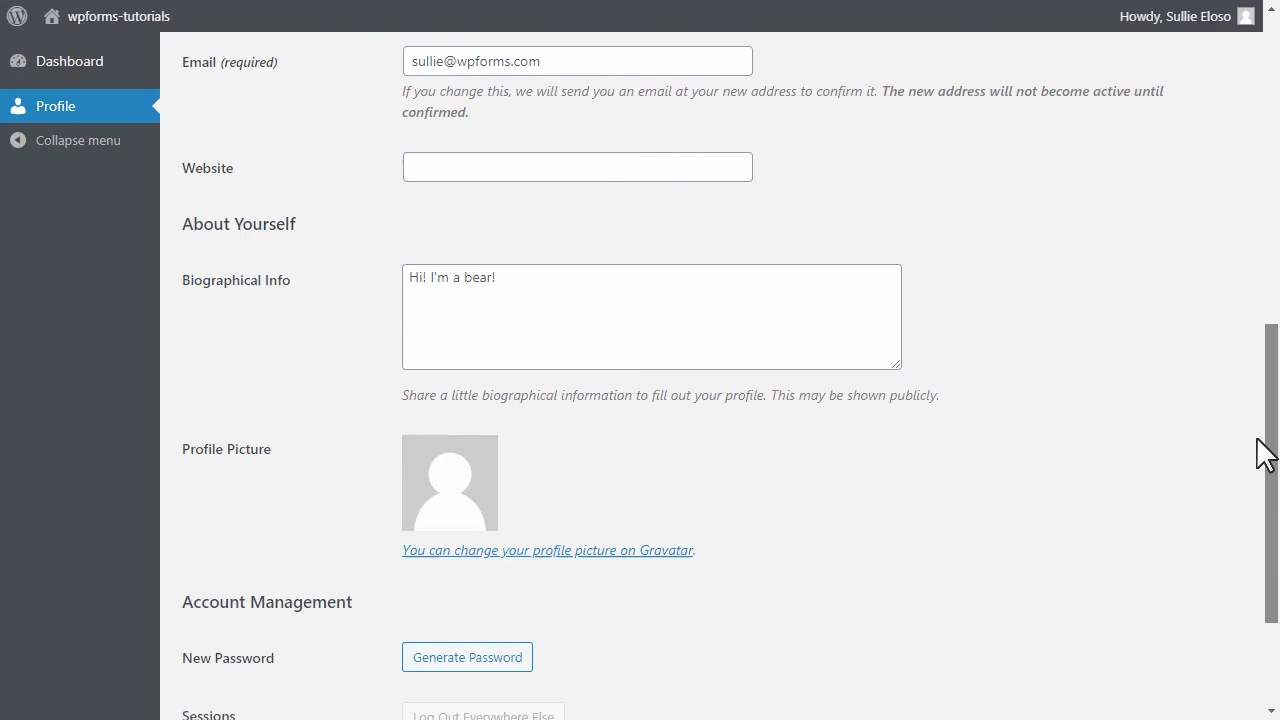 wpforms-tutorials
Howdy, Sullie Eloso
Dashboard
Profile
Collapse menu
Email (required)
sullie@wpforms.com
If you change this, we will send you an email at your new address to confirm it. The new address will not become active until
confirmed.
Website
About Yourself
Biographical Info
Hi! I'm a bear!
Share a little biographical information to fill out your profile. This may be shown publicly.
Profile Picture
You can change your profile picture on Gravatar.
Account Management
New Password
Generate Password
Sessions
Log Out Everywhere Else